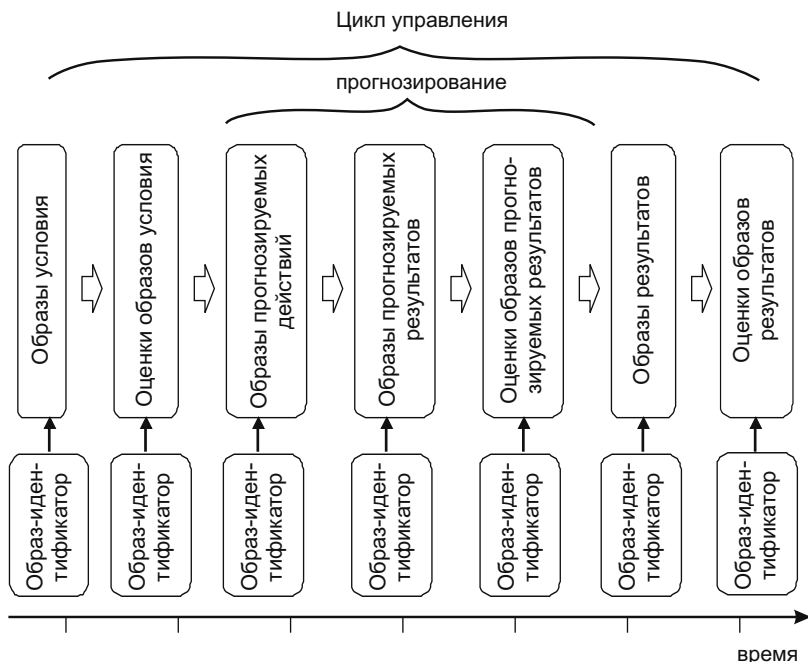 Цикл управления
прогнозирование
Образы условия
Оценки образов условия
Образы прогнозируемых
действий
Образы прогнозируемых
результатов
Оценки образов прогно-
зируемых результатов
Образы результатов
Оценки образов
результатов
Образ-иден-
тификатор
Образ-иден-
тификатор
Образ-иден-
тификатор
Образ-иден-
тификатор
Образ-иден-
тификатор
Образ-иден-
тификатор
Образ-иден-
тификатор
время